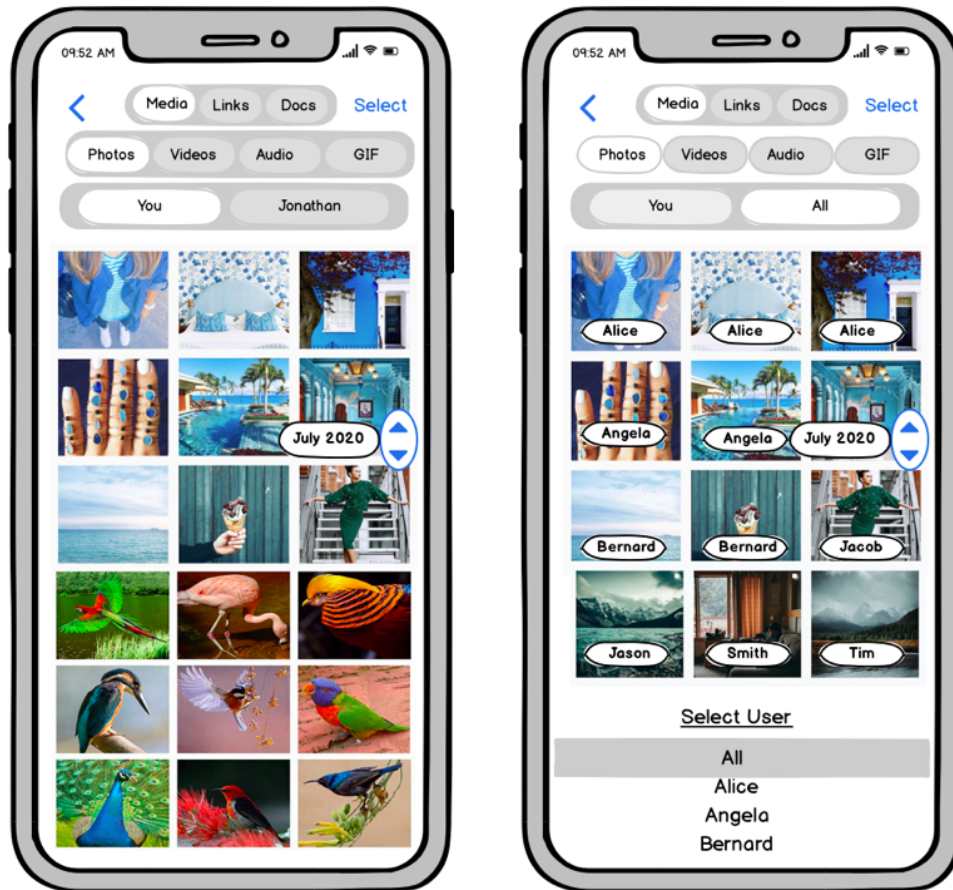 09:52 AM
Media Links Docs Select
Photos Videos Audio GIF
You Jonathan
July 2020
09:52 AM
Media Links Docs Select
Photos Videos Audio GIF
You All
Alice Alice Alice
Angela Angela July 2020
Bernard Bernard Jacob
Jason Smith Tim
Select User
All
Alice
Angela
Bernard